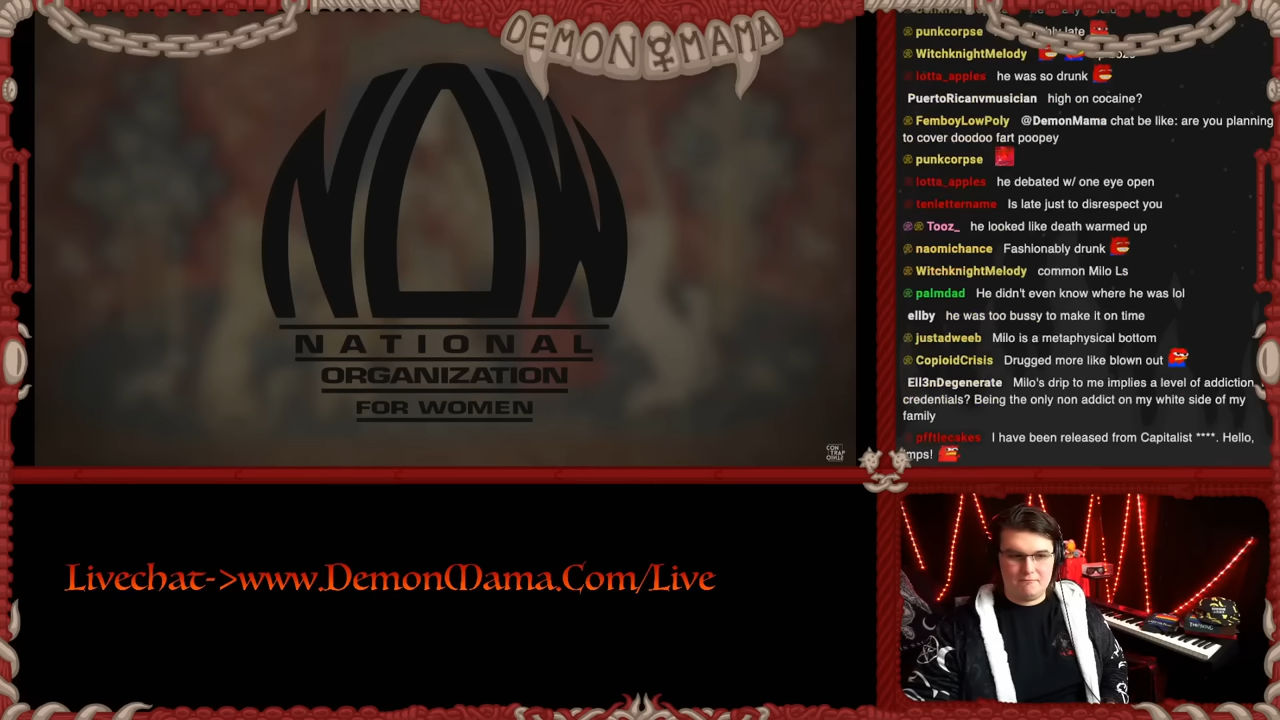 DEMON MAMA
NOW
NATIONAL
ORGANIZATION
FOR WOMEN
CON
TRAP
punkcorpse late
WitchknightMelody
lotta_apples he was so drunk
PuertoRicanvmusician high on cocaine?
FemboyLowPoly @DemonMama chat be like: are you planning
to cover doodoo fart poopey
punkcorpse
lotta_apples he debated w/ one eye open
tenlettername Is late just to disrespect you
Tooz_ he looked like death warmed up
naomichance Fashionably drunk
WitchknightMelody common Milo Ls
palmdad He didn't even know where he was lol
ellby he was too bussy to make it on time
justadweeb Milo is a metaphysical bottom
CopioidCrisis Drugged more like blown out
Ell3nDegenerate Milo's drip to me implies a level of addiction
credentials? Being the only non addict on my white side of my
family
pfftlecakes I have been released from Capitalist ****. Hello,
mps!
Livechat->www.DemonMama.Com/Live